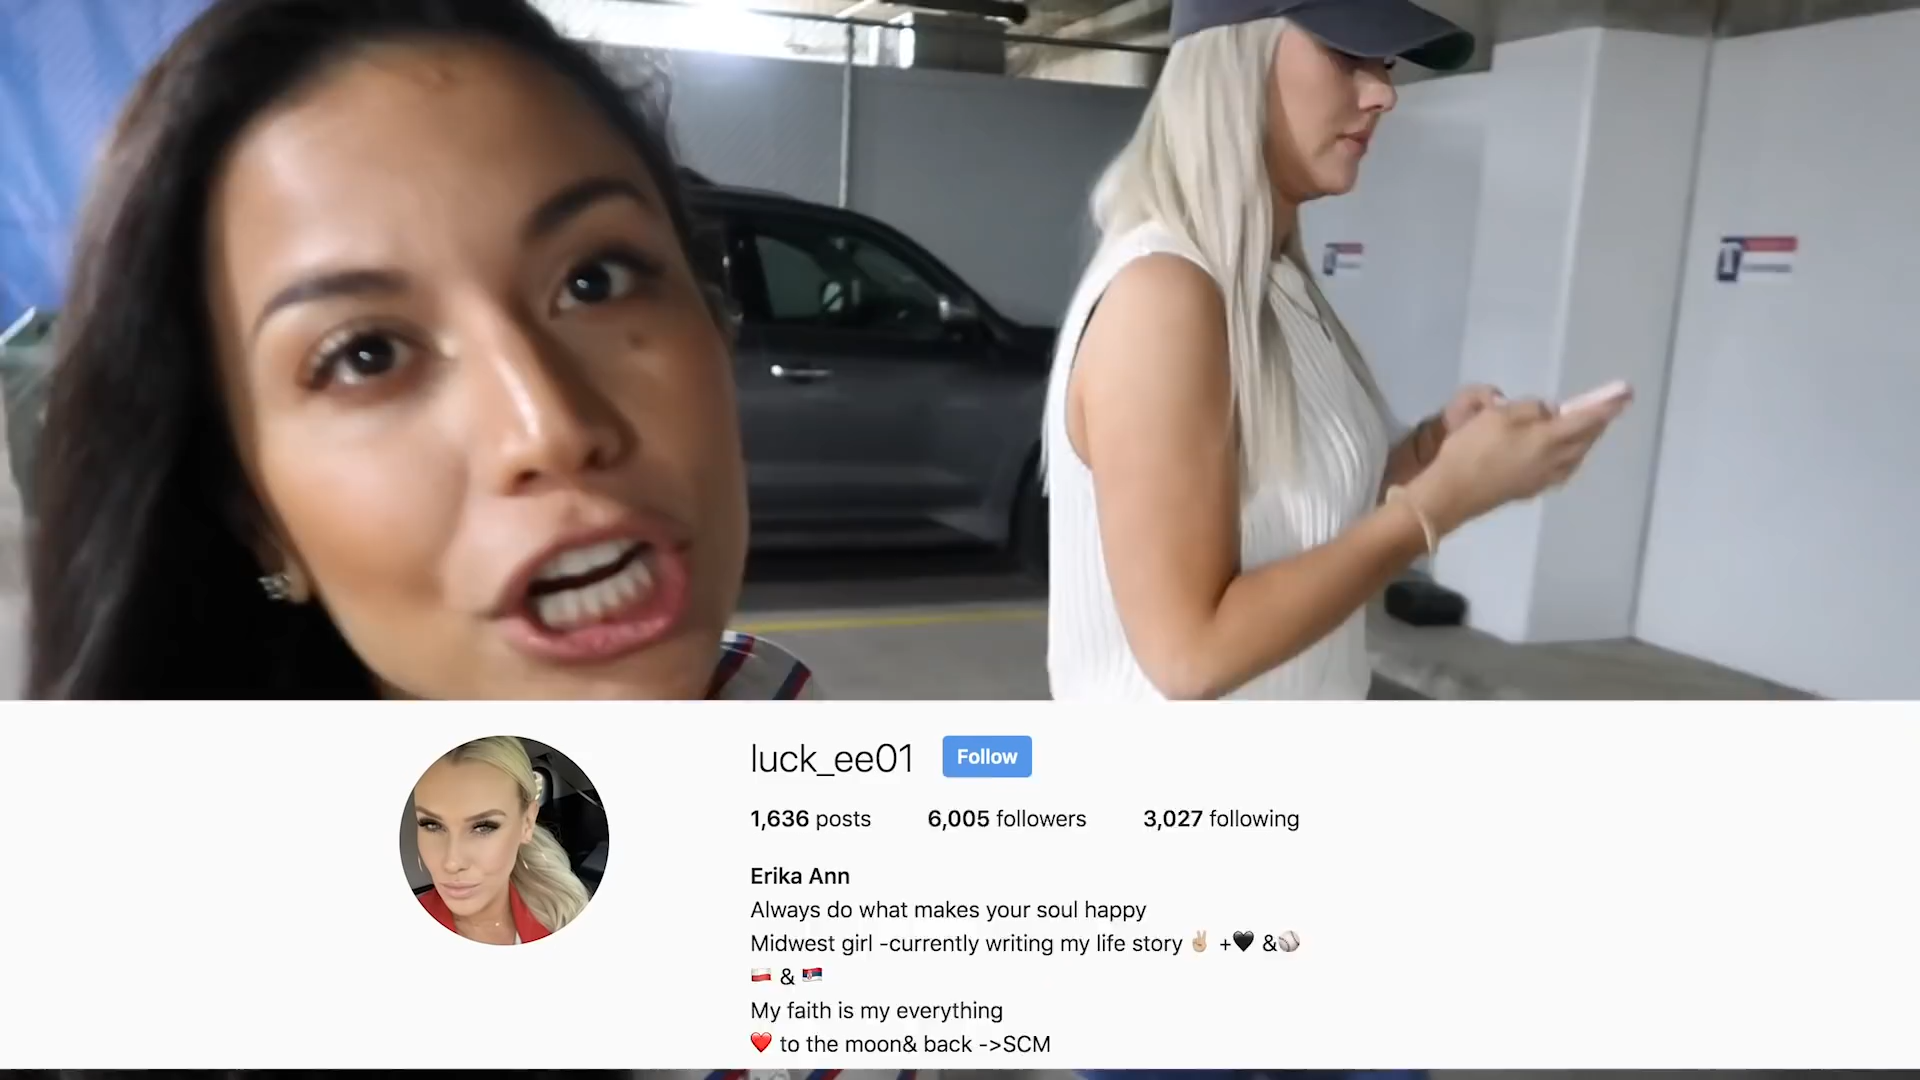 luck_ee01 Follow
1,636 posts 6,005 followers 3,027 following
Erika Ann
Always do what makes your soul happy
Midwest girl -currently writing my life story ✌🏼 +🖤 &⚾
🇵🇱 & 🇷🇸
My faith is my everything
❤️ to the moon& back ->SCM